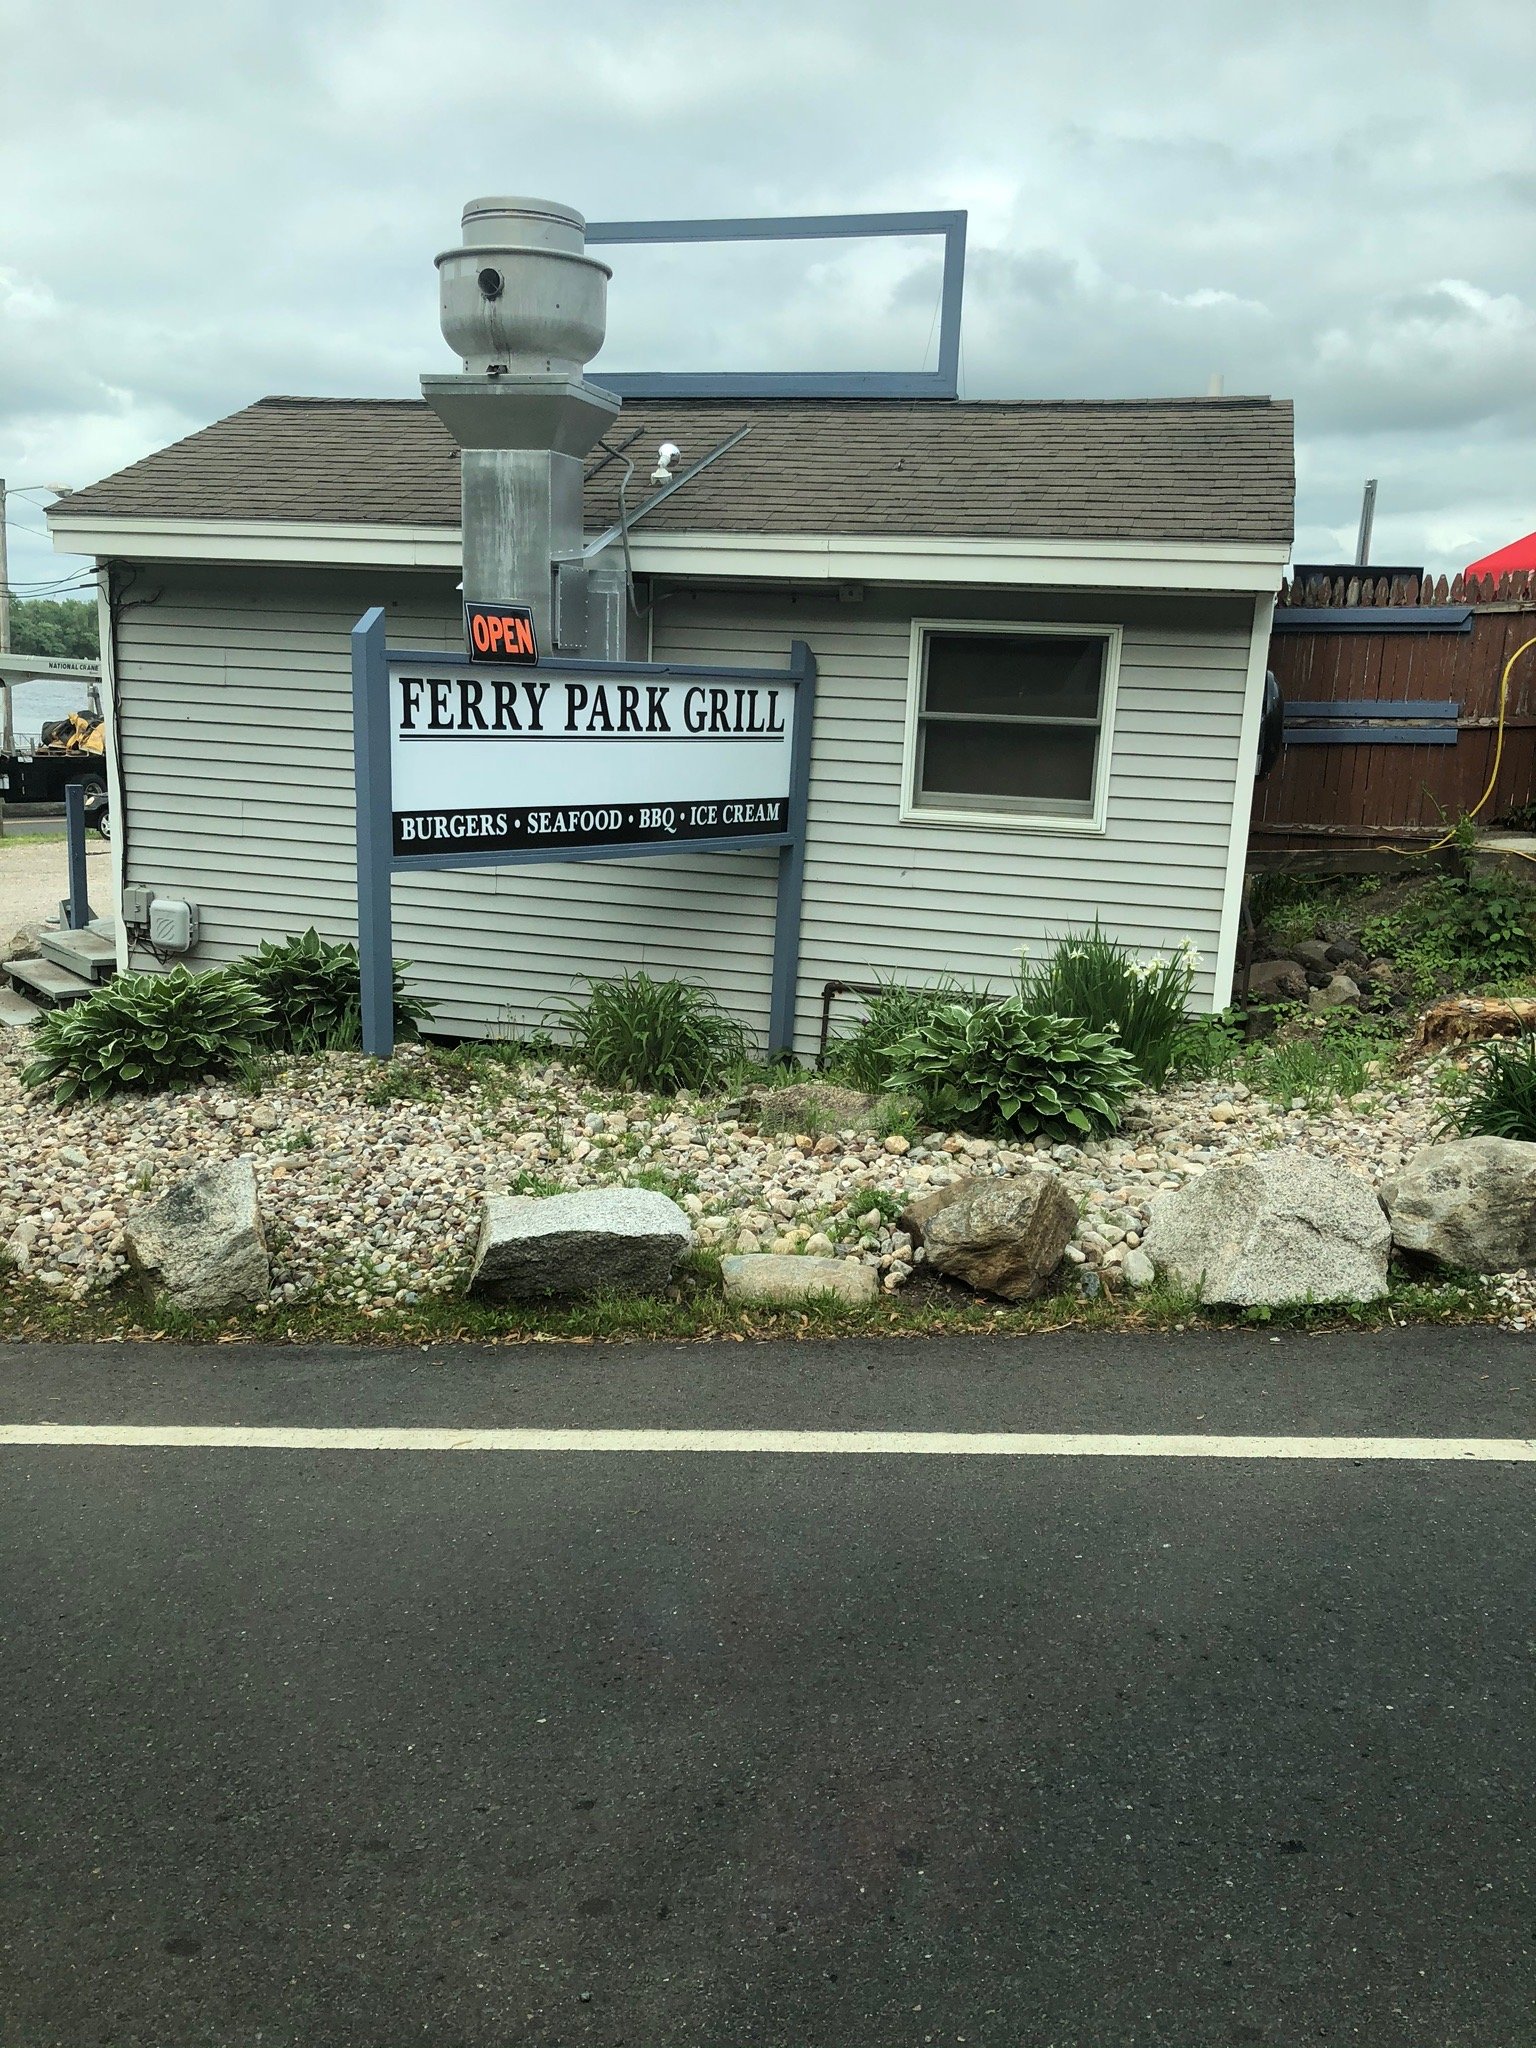 NATIONAL CRANE
OPEN
FERRY PARK GRILL
BURGERS • SEAFOOD • BBQ • ICE CREAM